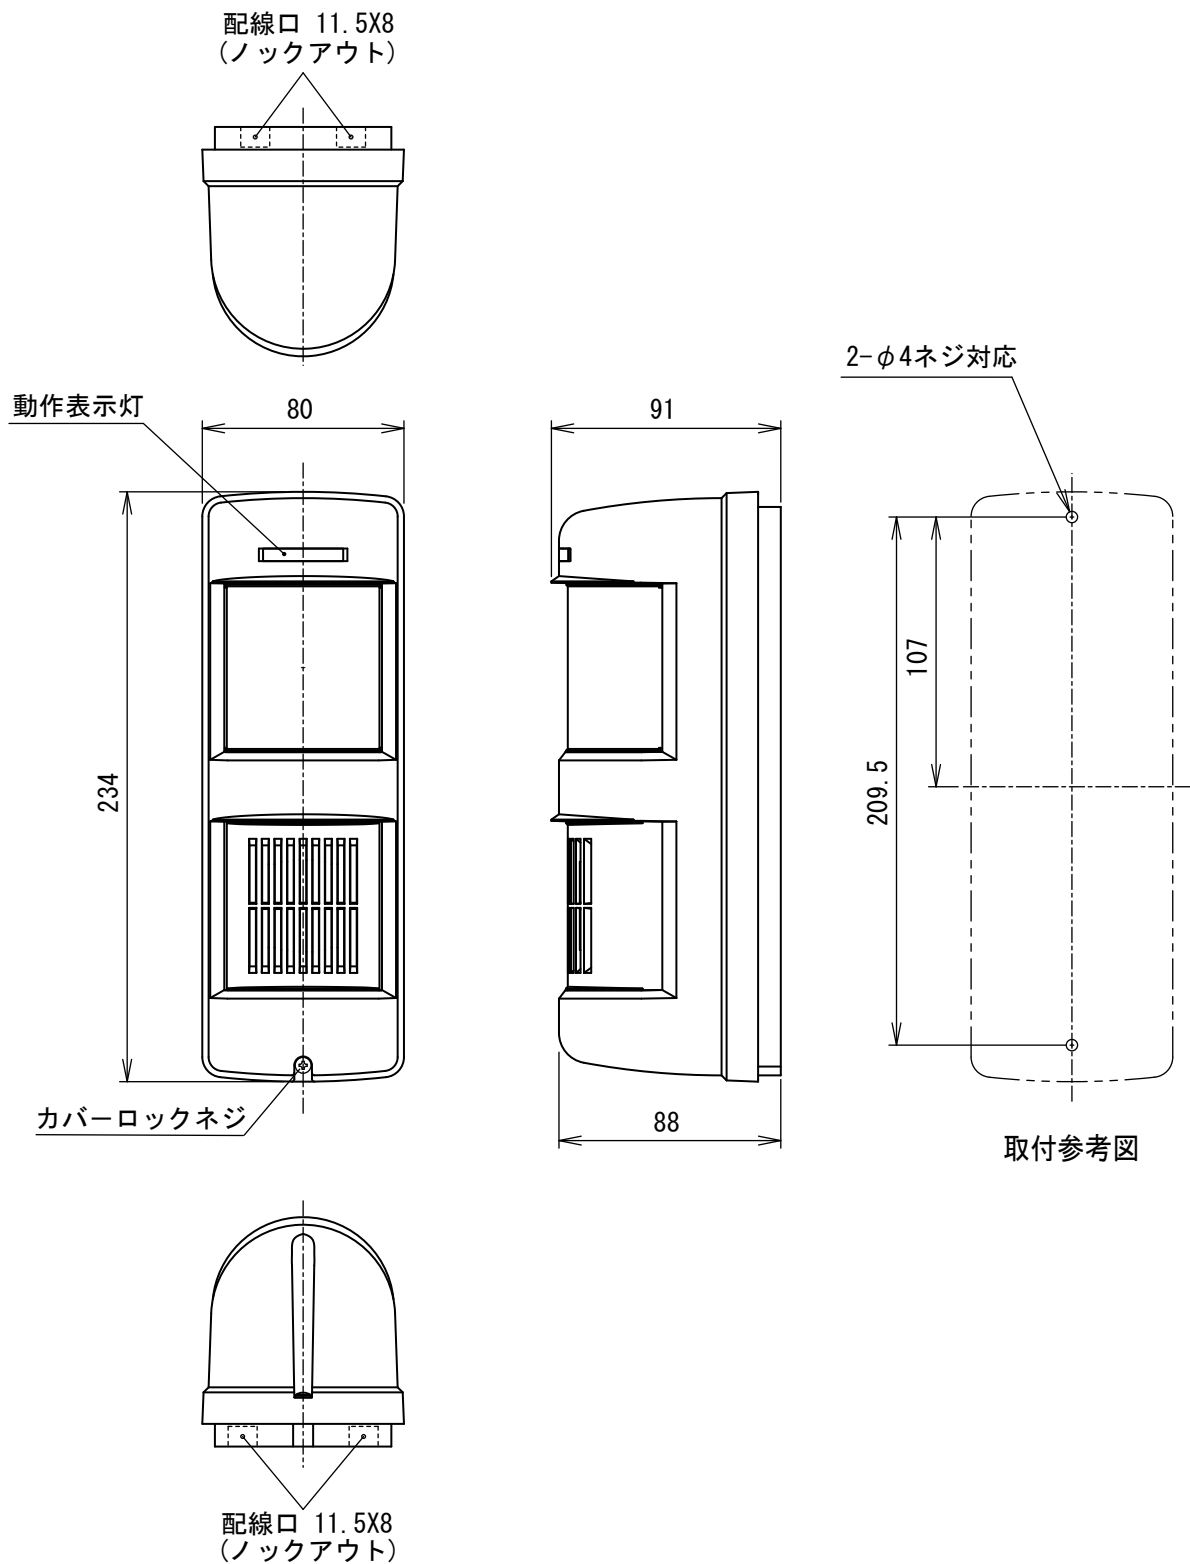 配線口 11.5X8
(ノックアウト)
2-φ4ネジ対応
動作表示灯
80
91
107
209.5
234
カバーロックネジ
88
取付参考図
配線口 11.5X8
(ノックアウト)